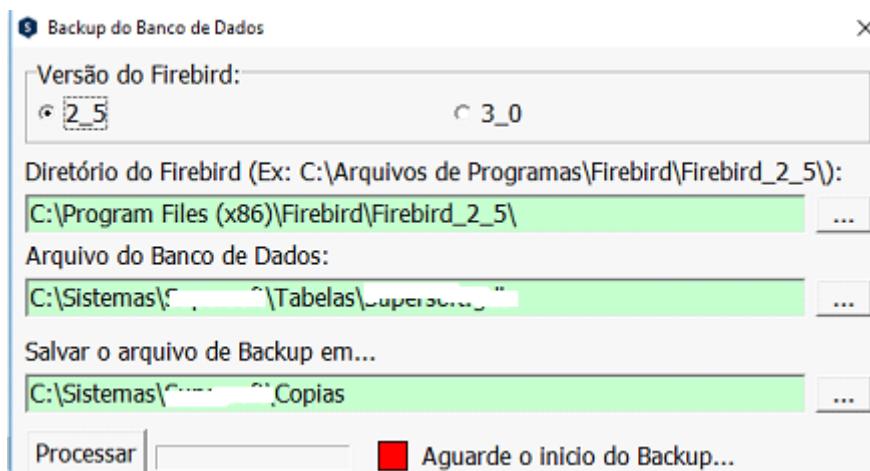 Backup do Banco de Dados
Versão do Firebird:
2_5 3_0
Diretório do Firebird (Ex: C:\Arquivos de Programas\Firebird\Firebird_2_5\):
C:\Program Files (x86)\Firebird\Firebird_2_5\ ...
Arquivo do Banco de Dados:
C:\Sistemas\ \Tabelas\ ...
Salvar o arquivo de Backup em...
C:\Sistemas\ \Copias ...
Processar Aguarde o inicio do Backup...